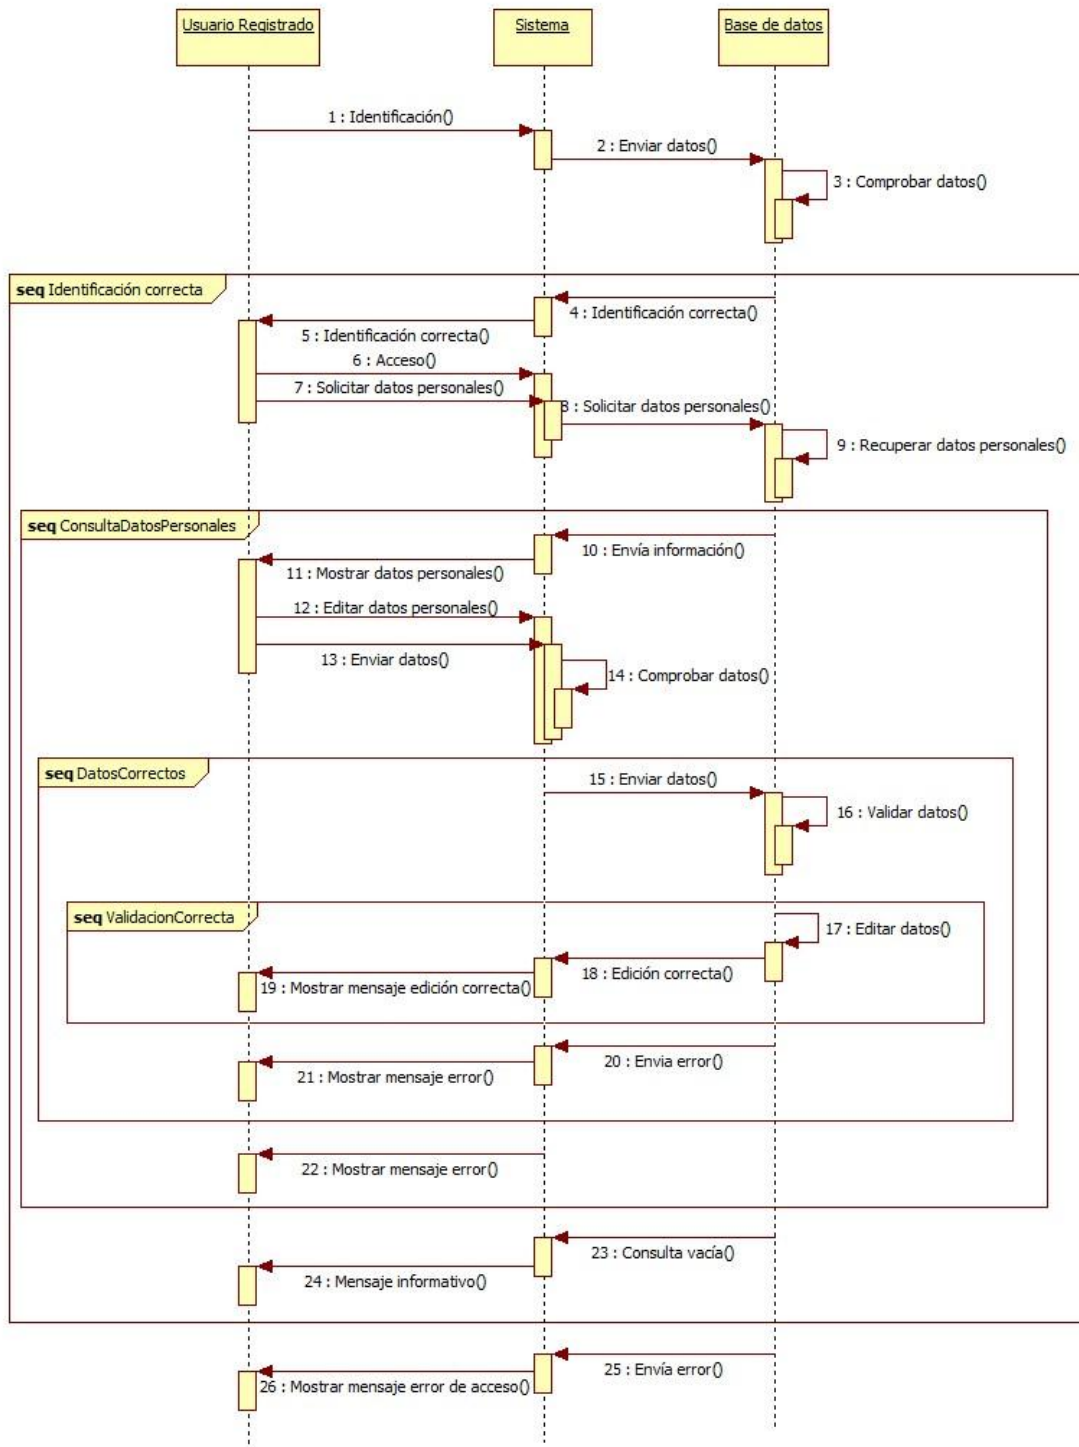 Usuario Registrado
Sistema
Base de datos
1 : Identificación()
2 : Enviar datos()
3 : Comprobar datos()
seq Identificación correcta
4 : Identificación correcta()
5 : Identificación correcta()
6 : Acceso()
7 : Solicitar datos personales()
8 : Solicitar datos personales()
9 : Recuperar datos personales()
seq ConsultaDatosPersonales
10 : Envía información()
11 : Mostrar datos personales()
12 : Editar datos personales()
13 : Enviar datos()
14 : Comprobar datos()
seq DatosCorrectos
15 : Enviar datos()
16 : Validar datos()
seq ValidacionCorrecta
17 : Editar datos()
18 : Edición correcta()
19 : Mostrar mensaje edición correcta()
20 : Envia error()
21 : Mostrar mensaje error()
22 : Mostrar mensaje error()
23 : Consulta vacía()
24 : Mensaje informativo()
25 : Envía error()
26 : Mostrar mensaje error de acceso()